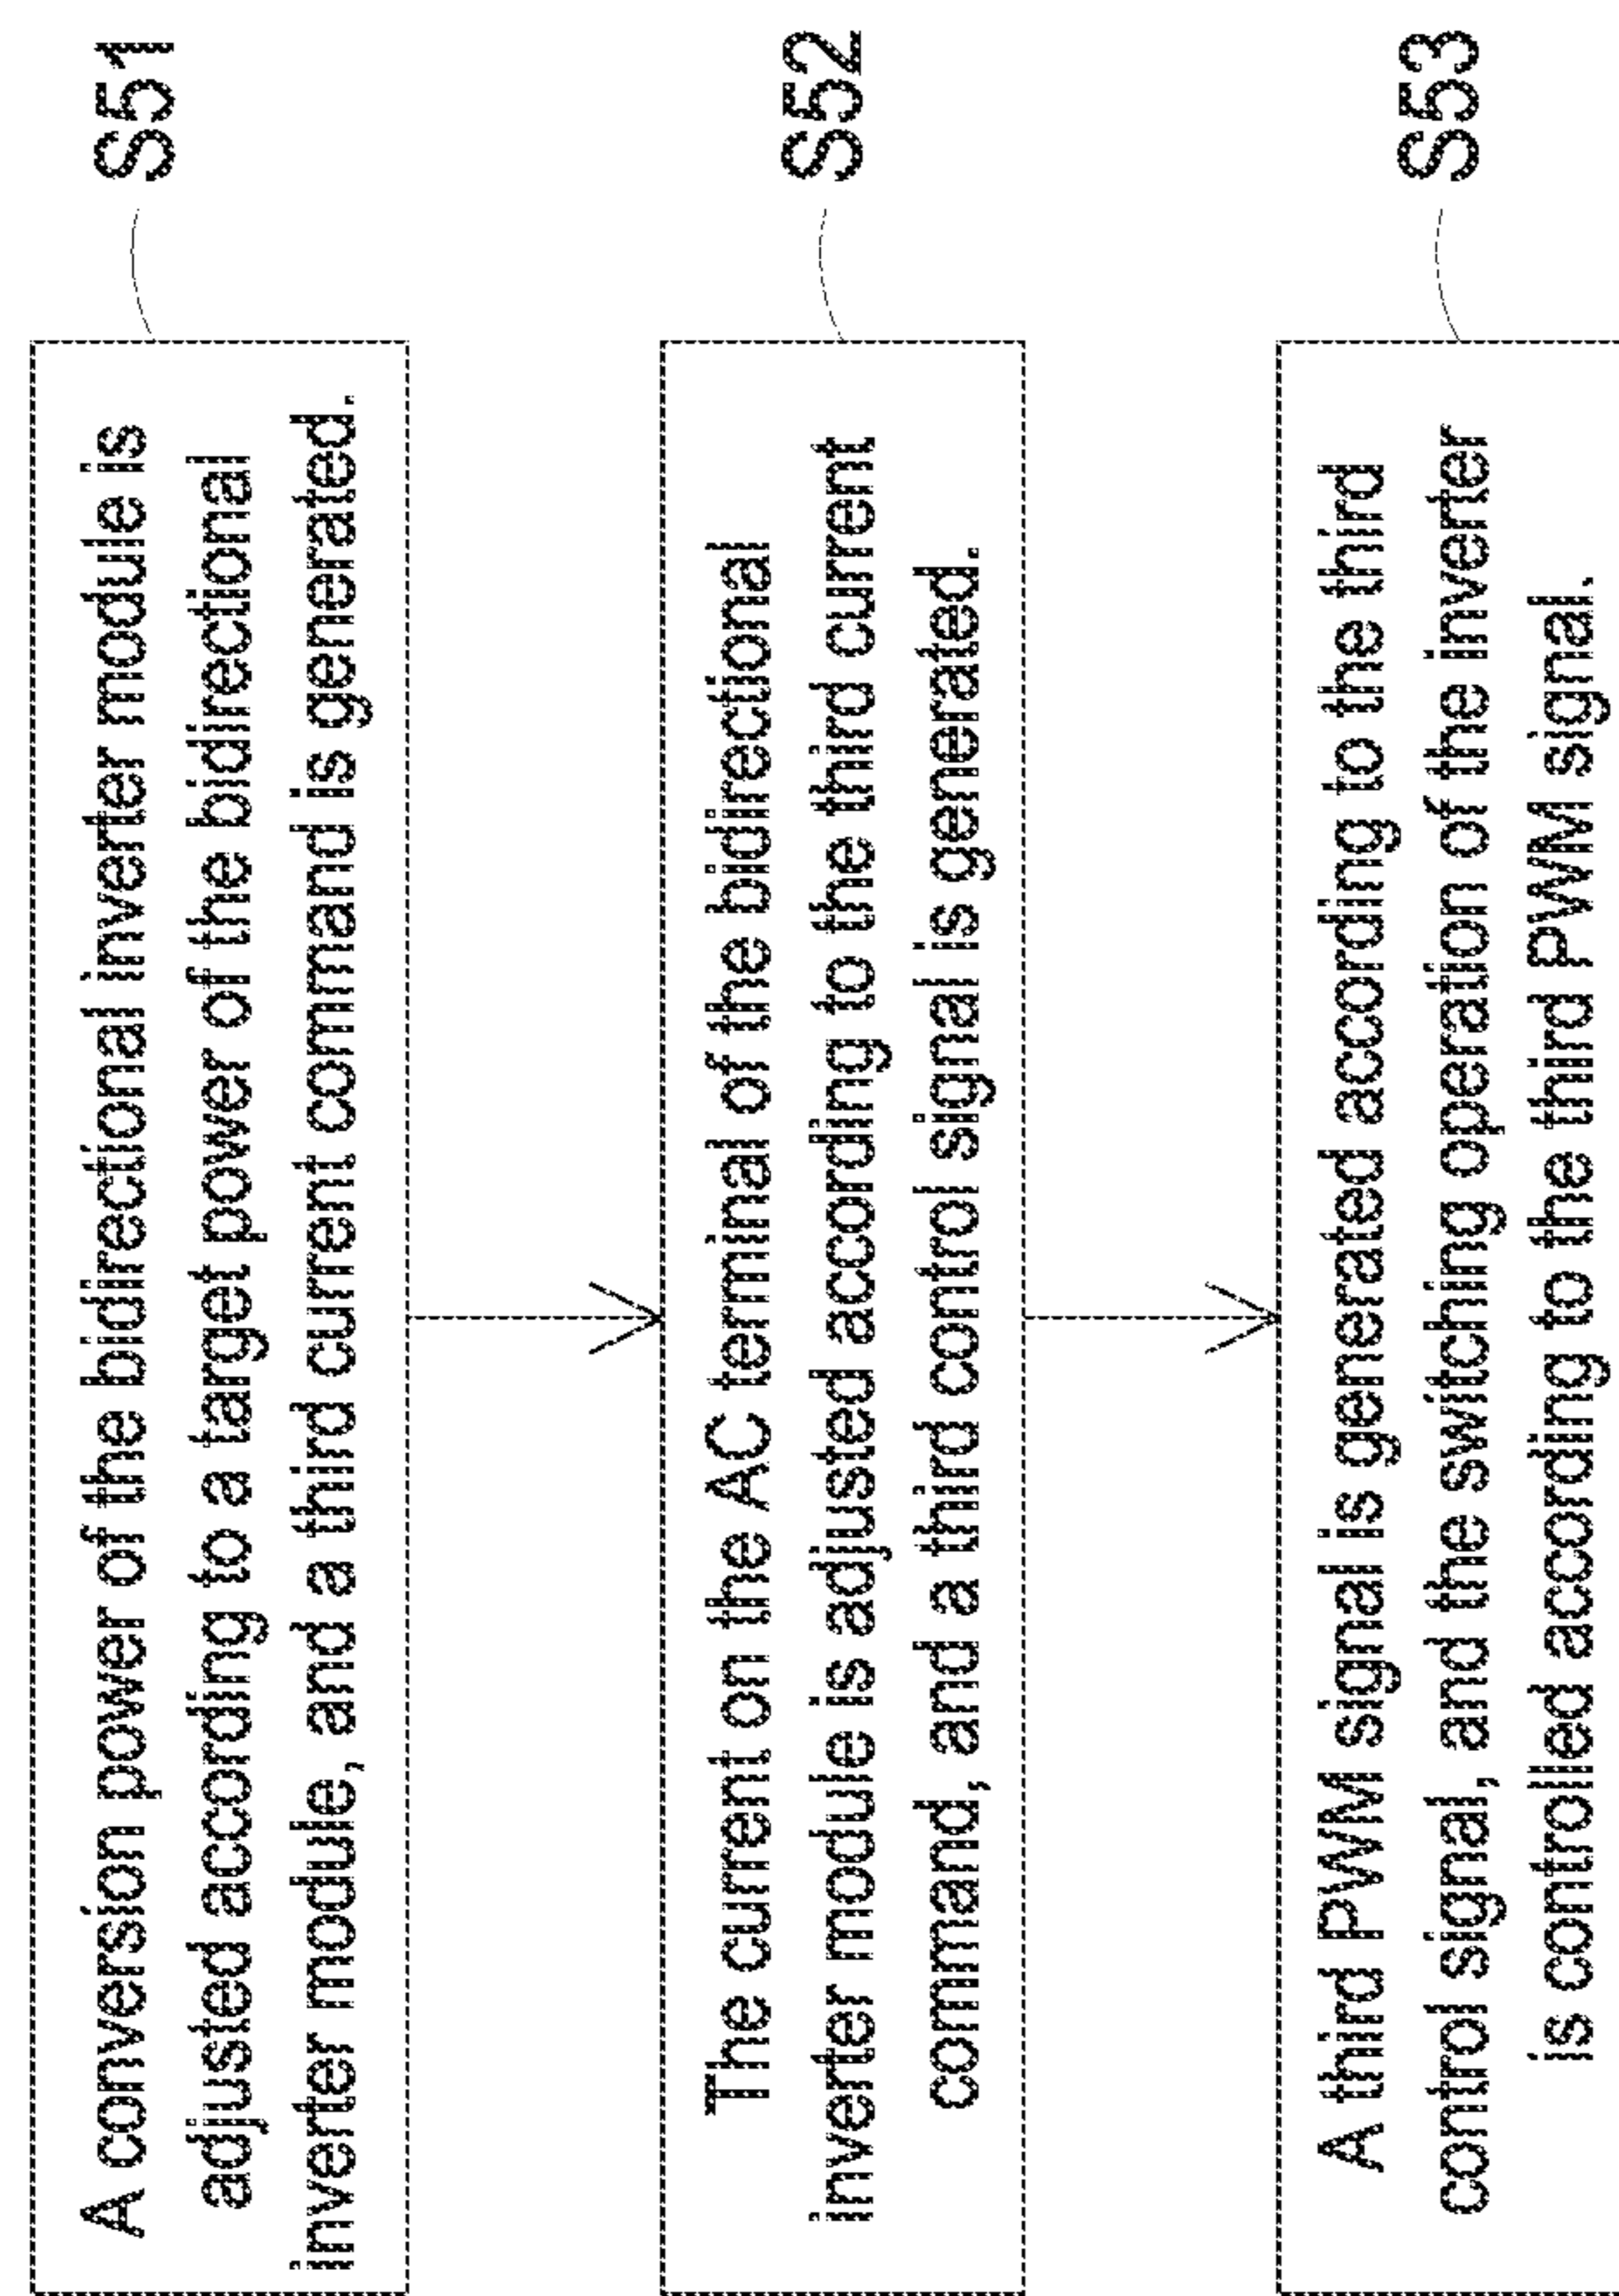 A conversion power of the bidirectional inverter module is
adjusted according to a target power of the bidirectional
inverter module, and a third current command is generated.
S51
The current on the AC terminal of the bidirectional
inverter module is adjusted according to the third current
command, and a third control signal is generated.
S52
A third PWM signal is generated according to the third
control signal, and the switching operation of the inverter
is controlled according to the third PWM signal.
S53